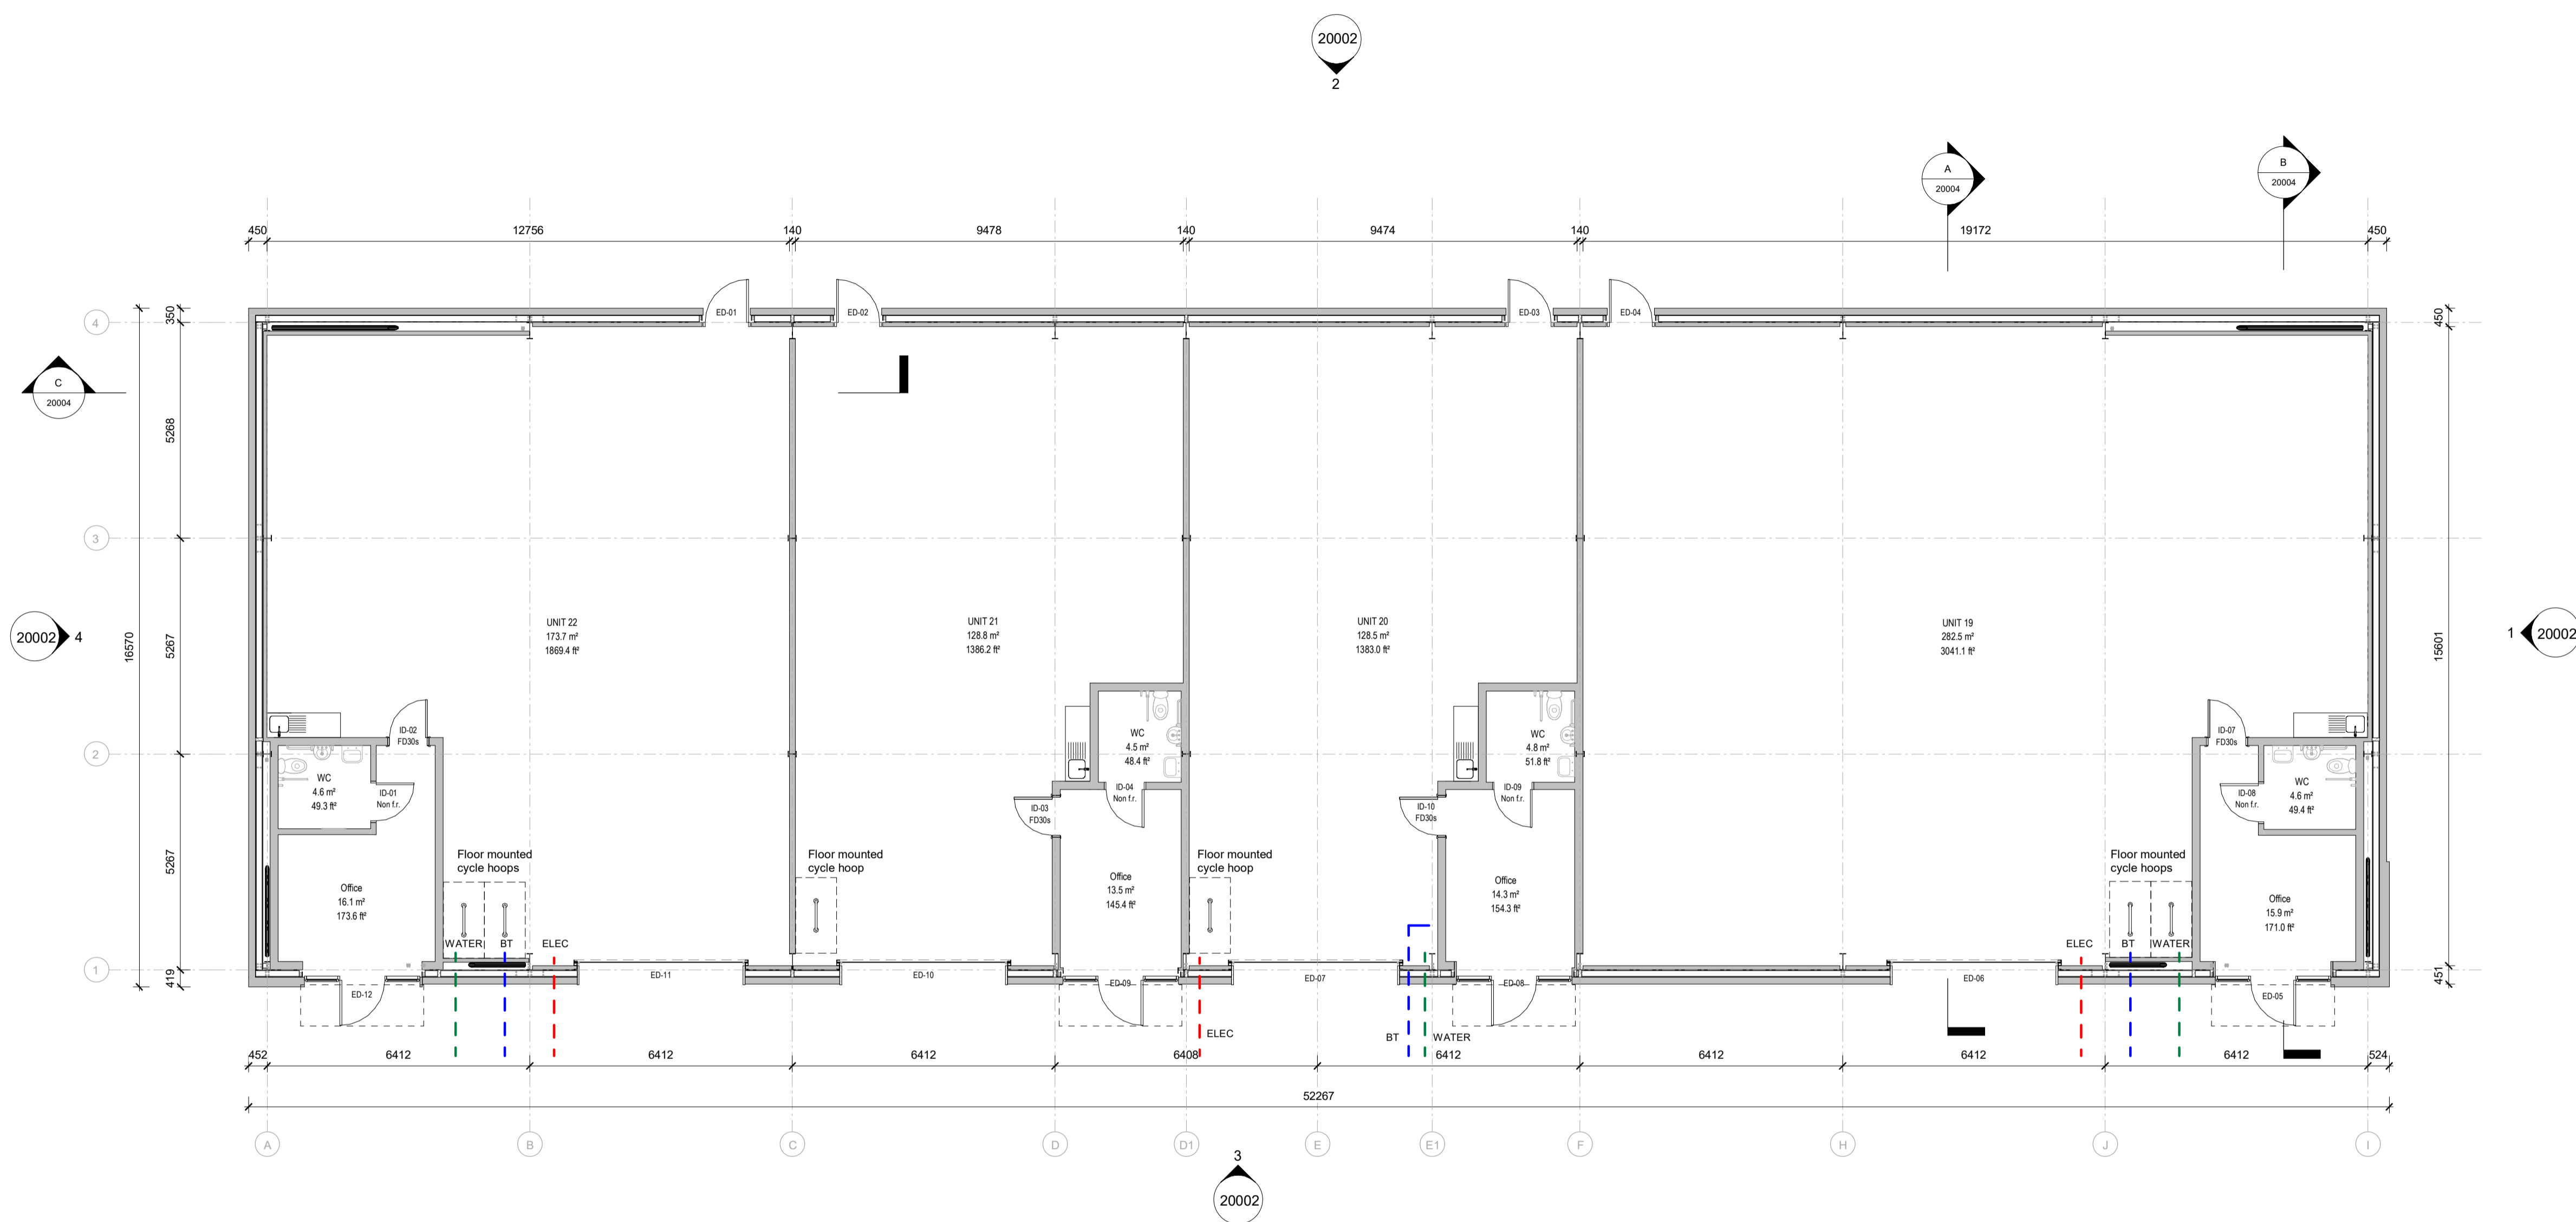 20002
2
A
20004
B
20004
450
12756
140
9478
140
9474
140
19172
450
ED-01
ED-02
ED-03
ED-04
4
350
450
C
20004
5268
3
UNIT 22
173.7 m²
1869.4 ft²
UNIT 21
128.8 m²
1386.2 ft²
UNIT 20
128.5 m²
1383.0 ft²
UNIT 19
282.5 m²
3041.1 ft²
20002
4
16570
5267
15601
1
20002
2
ID-02
FD30s
WC
4.6 m²
49.3 ft²
ID-01
Non f.r.
WC
4.5 m²
48.4 ft²
ID-04
Non f.r.
ID-03
FD30s
WC
4.8 m²
51.8 ft²
ID-09
Non f.r.
ID-10
FD30s
ID-07
FD30s
WC
4.6 m²
49.4 ft²
ID-08
Non f.r.
5267
Floor mounted
cycle hoops
Floor mounted
cycle hoop
Floor mounted
cycle hoop
Floor mounted
cycle hoops
Office
16.1 m²
173.6 ft²
Office
13.5 m²
145.4 ft²
Office
14.3 m²
154.3 ft²
Office
15.9 m²
171.0 ft²
WATER
BT
ELEC
ELEC
BT
WATER
1
419
451
ED-12
ED-11
ED-10
ED-09
ED-07
ED-08
ED-06
ED-05
ELEC
BT
WATER
452
6412
6412
6412
6408
6412
6412
6412
6412
524
52267
A
B
C
D
D1
E
E1
F
H
J
I
3
20002